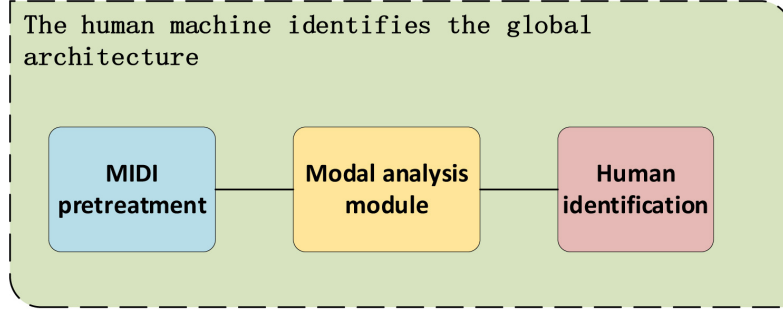 The human machine identifies the global
architecture
MIDI
pretreatment
Modal analysis
module
Human
identification